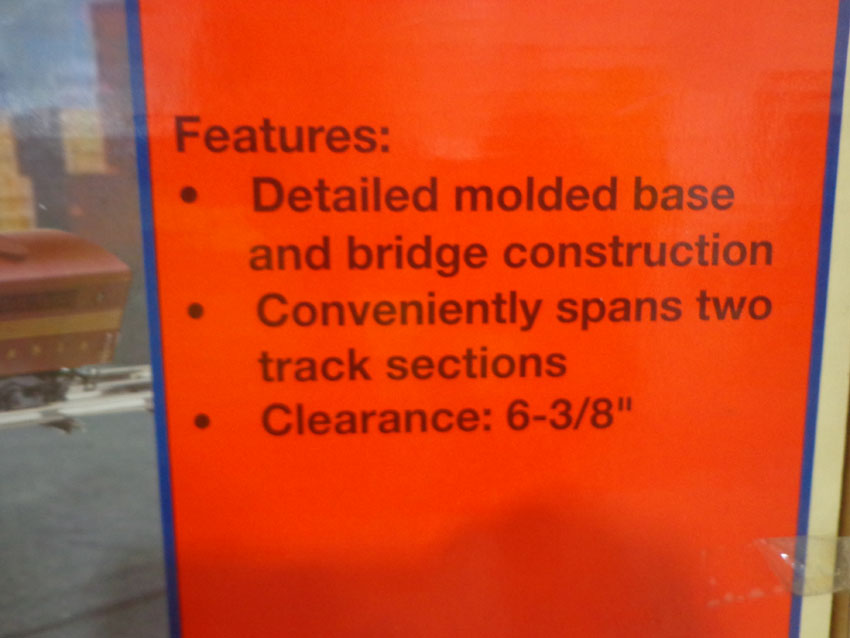 Features:
• Detailed molded base
and bridge construction
• Conveniently spans two
track sections
• Clearance: 6-3/8"